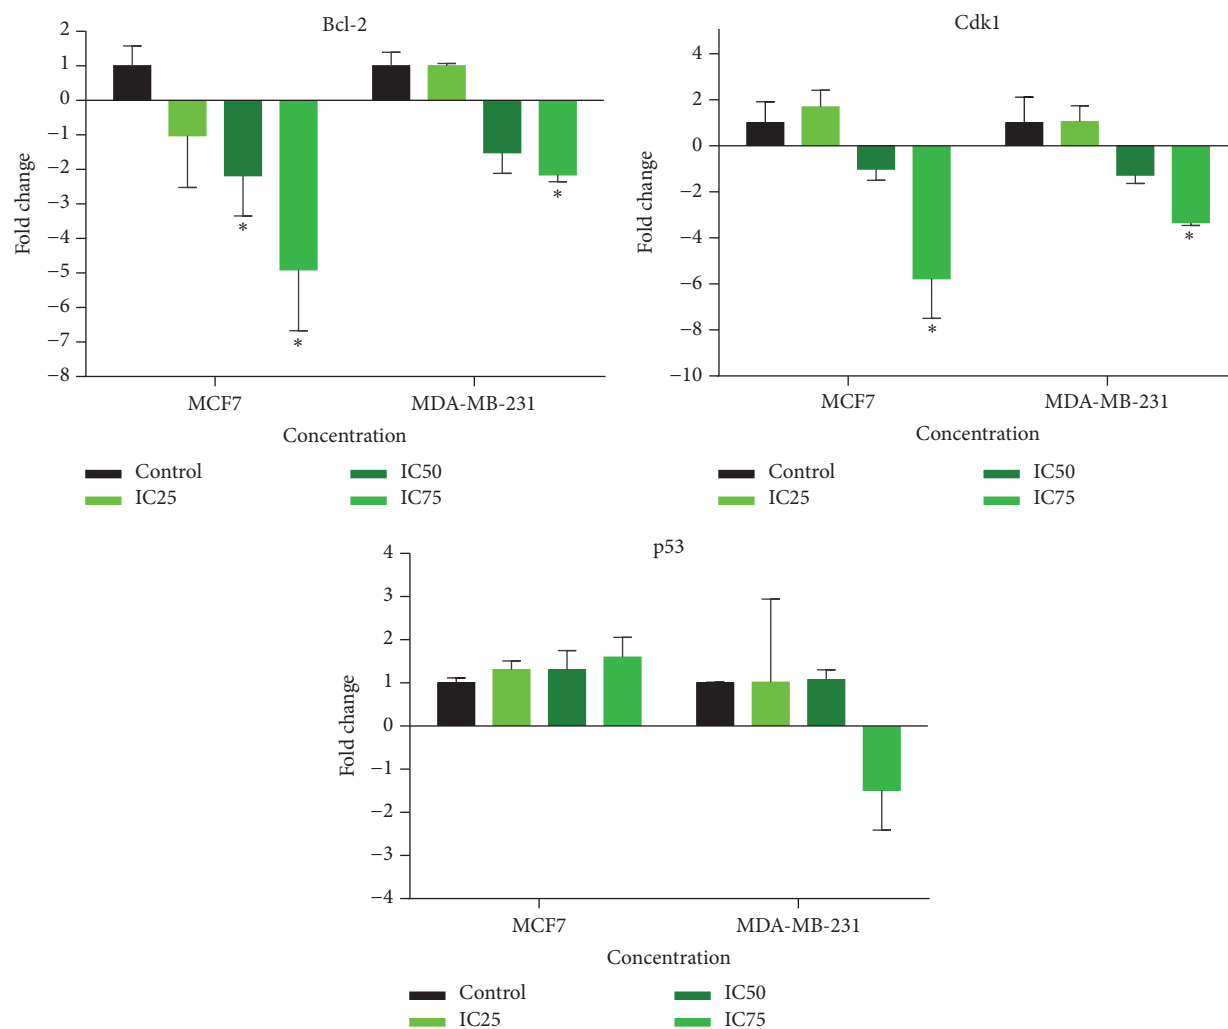 Bcl-2
2
1
0
−1
−2
−3
−4
−5
−6
−7
−8
Fold change
*
*
*
MCF7
MDA-MB-231
Concentration
Control
IC25
IC50
IC75
Cdk1
4
2
0
−2
−4
−6
−8
−10
Fold change
*
*
MCF7
MDA-MB-231
Concentration
Control
IC25
IC50
IC75
p53
4
3
2
1
0
−1
−2
−3
−4
Fold change
MCF7
MDA-MB-231
Concentration
Control
IC25
IC50
IC75